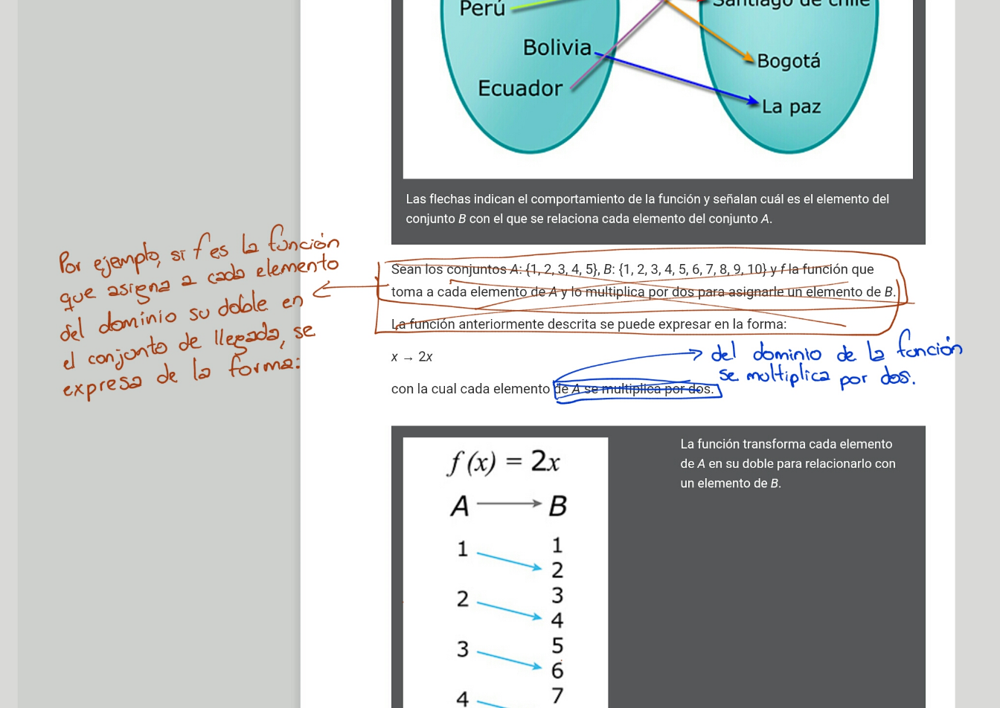 Perú
Santiago de chile
Bolivia
Bogotá
Ecuador
La paz
Las flechas indican el comportamiento de la función y señalan cuál es el elemento del
conjunto B con el que se relaciona cada elemento del conjunto A.
Por ejemplo, si f es la función
que asigna a cada elemento
del dominio su doble en
el conjunto de llegada, se
expresa de la forma:
Sean los conjuntos A: {1, 2, 3, 4, 5}, B: {1, 2, 3, 4, 5, 6, 7, 8, 9, 10} y f la función que
toma a cada elemento de A y lo multiplica por dos para asignarle un elemento de B.
La función anteriormente descrita se puede expresar en la forma:
x → 2x
del dominio de la función
se multiplica por dos.
con la cual cada elemento de A se multiplica por dos.
f (x) = 2x
A B
1 1
2
2 3
4
3 5
6
4 7
La función transforma cada elemento
de A en su doble para relacionarlo con
un elemento de B.